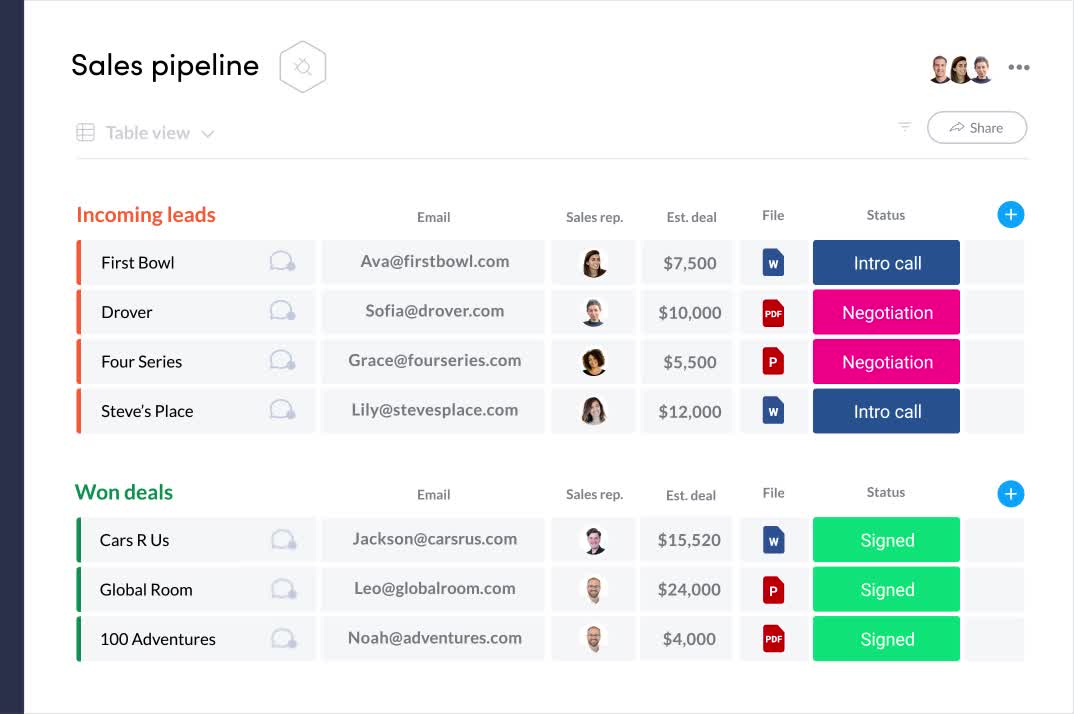 Sales pipeline
Table view
Share
Incoming leads Email Sales rep. Est. deal File Status
First Bowl Ava@firstbowl.com $7,500 W Intro call
Drover Sofia@drover.com $10,000 PDF Negotiation
Four Series Grace@fourseries.com $5,500 P Negotiation
Steve’s Place Lily@stevesplace.com $12,000 W Intro call
Won deals Email Sales rep. Est. deal File Status
Cars R Us Jackson@carsrus.com $15,520 W Signed
Global Room Leo@globalroom.com $24,000 P Signed
100 Adventures Noah@adventures.com $4,000 PDF Signed